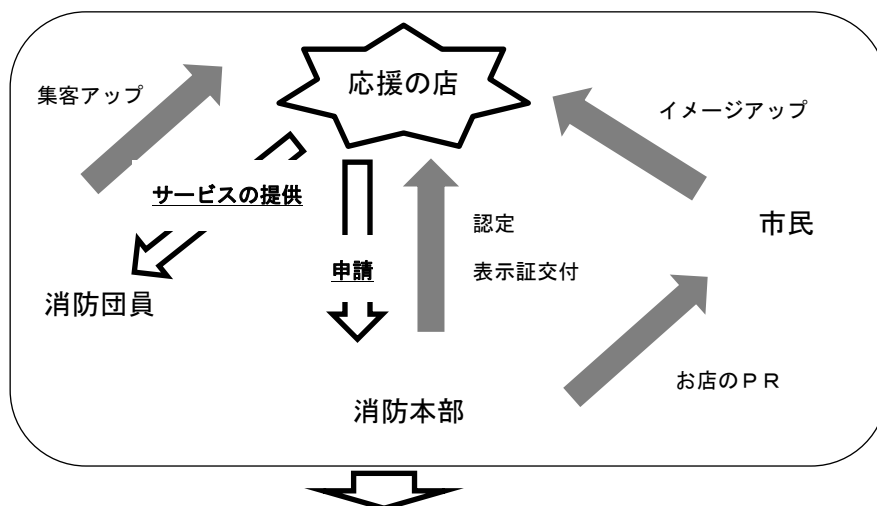 応援の店
集客アップ
イメージアップ
サービスの提供
認定
市民
申請
表示証交付
消防団員
お店のＰＲ
消防本部